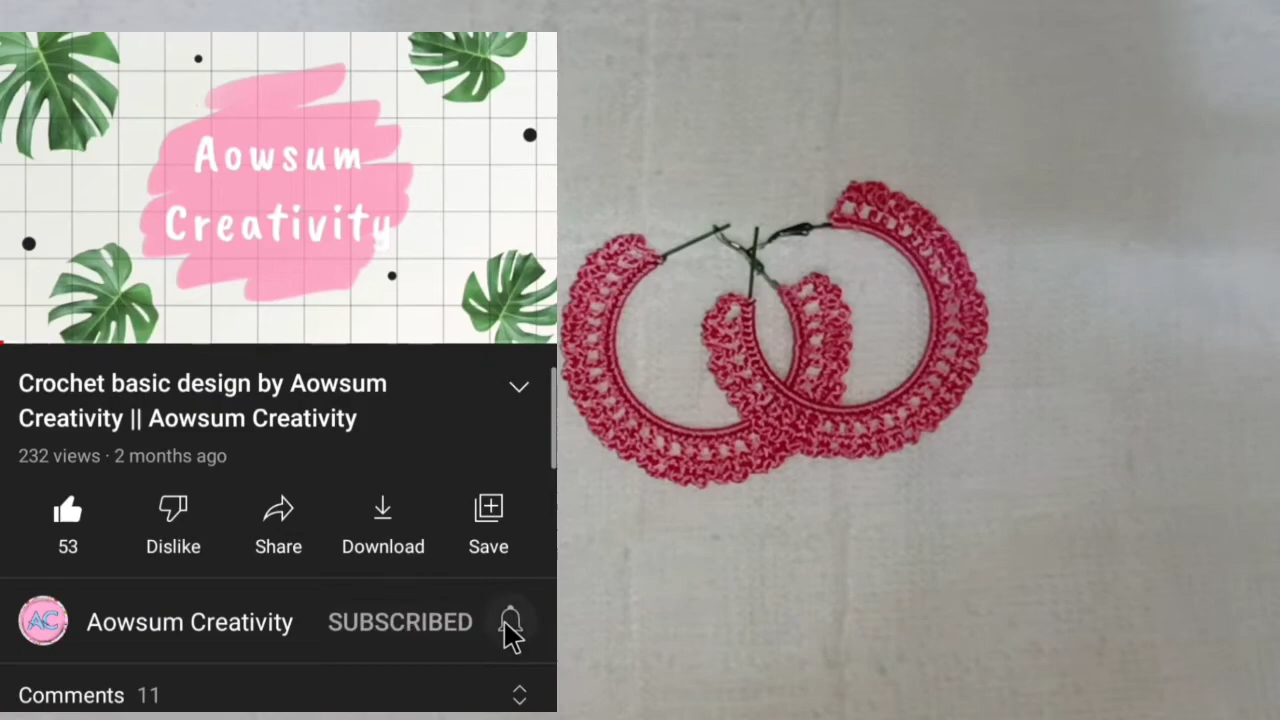 Aowsum
Creativity
Crochet basic design by Aowsum
Creativity || Aowsum Creativity
232 views · 2 months ago
53
Dislike
Share
Download
Save
AC
Aowsum Creativity
SUBSCRIBED
Comments 11